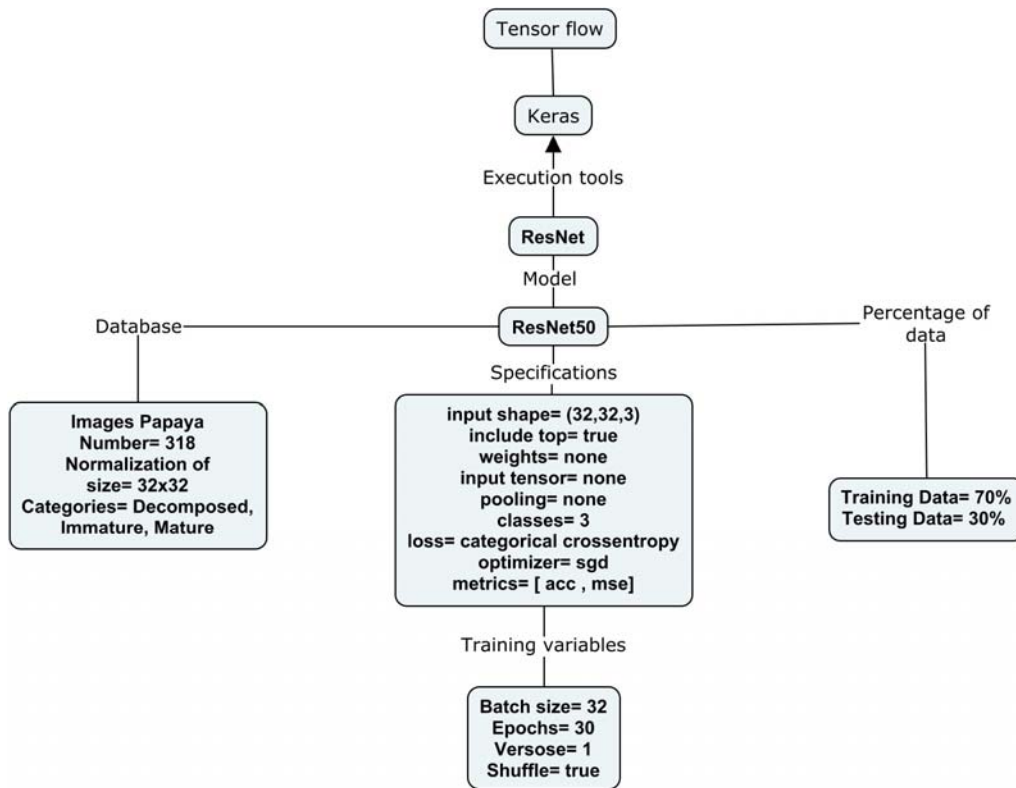 Tensor flow
Keras
Execution tools
ResNet
Model
ResNet50
Database
Percentage of
data
Specifications
Images Papaya
Number= 318
Normalization of
size= 32x32
Categories= Decomposed,
Immature, Mature
input shape= (32,32,3)
include top= true
weights= none
input tensor= none
pooling= none
classes= 3
loss= categorical crossentropy
optimizer= sgd
metrics= [ acc , mse]
Training Data= 70%
Testing Data= 30%
Training variables
Batch size= 32
Epochs= 30
Versose= 1
Shuffle= true